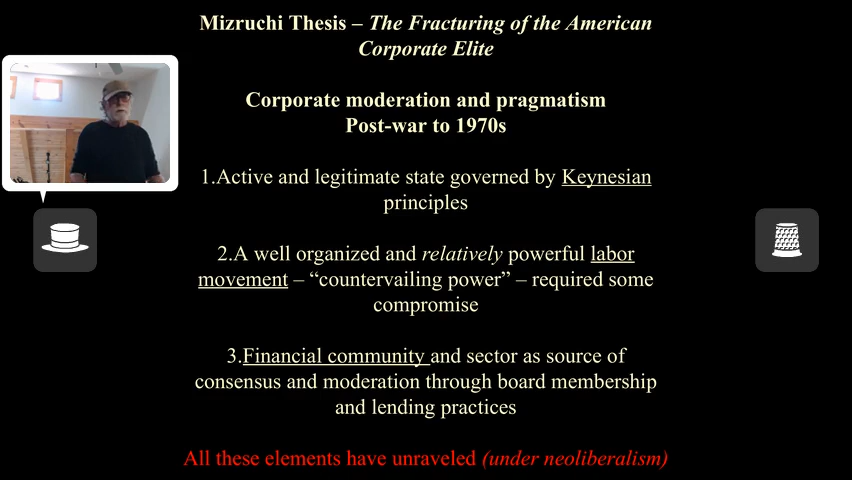 Mizruchi Thesis – The Fracturing of the American
Corporate Elite
Corporate moderation and pragmatism
Post-war to 1970s
1.Active and legitimate state governed by Keynesian
principles
2.A well organized and relatively powerful labor
movement – “countervailing power” – required some
compromise
3.Financial community and sector as source of
consensus and moderation through board membership
and lending practices
All these elements have unraveled (under neoliberalism)